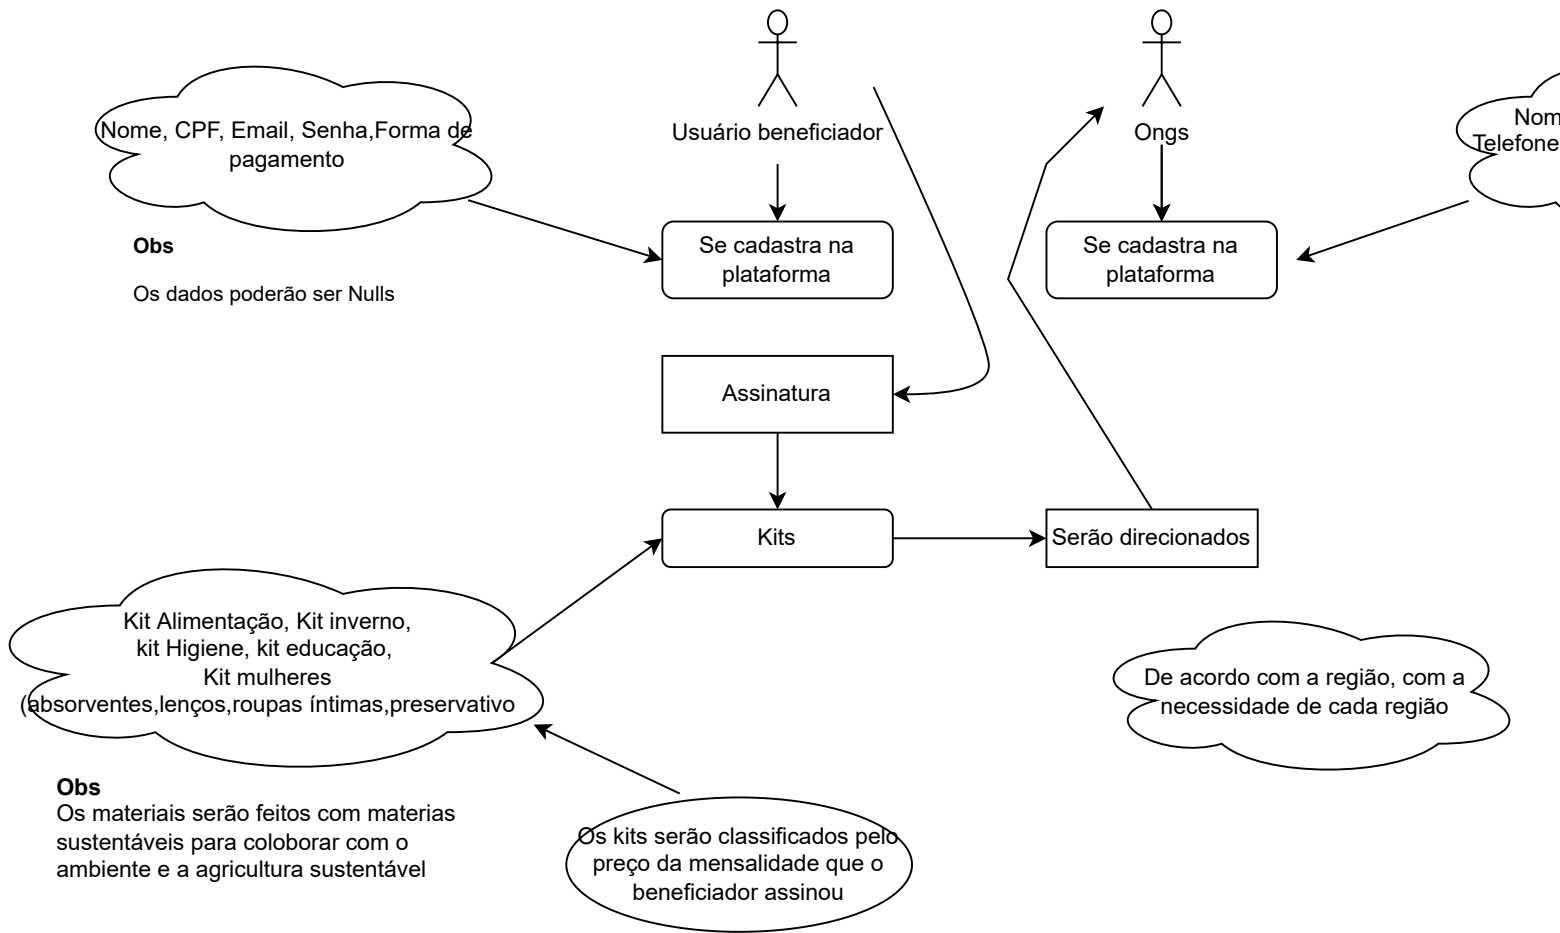 Nome, CPF, Email, Senha,Forma de
pagamento
Obs
Os dados poderão ser Nulls
Usuário beneficiador
Se cadastra na
plataforma
Ongs
Se cadastra na
plataforma
Telefone
Assinatura
Kits
Serão direcionados
Kit Alimentação, Kit inverno,
kit Higiene, kit educação,
Kit mulheres
(absorventes,lenços,roupas íntimas,preservativo
De acordo com a região, com a
necessidade de cada região
Obs
Os materiais serão feitos com materias
sustentáveis para coloborar com o
ambiente e a agricultura sustentável
Os kits serão classificados pelo
preço da mensalidade que o
beneficiador assinou